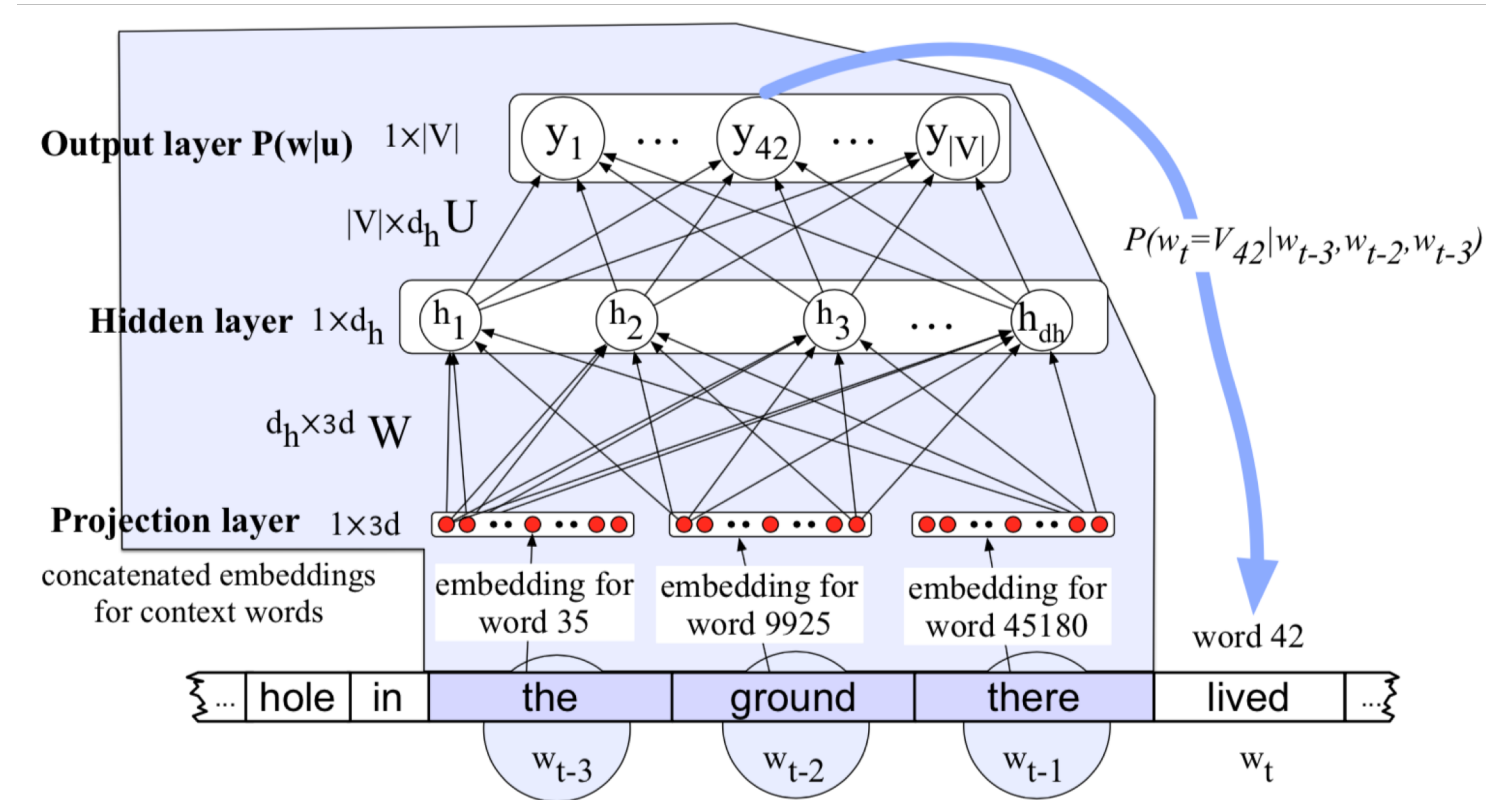 Output layer P(w|u) 1×|V|
y1 ... y42 ... y|V|
|V|×dh U
P(wt=V42|wt-3,wt-2,wt-3)
Hidden layer 1×dh
h1 h2 h3 ... hdh
dh×3d W
Projection layer 1×3d
concatenated embeddings
for context words
embedding for
word 35
embedding for
word 9925
embedding for
word 45180
word 42
... hole in the ground there lived ...
wt-3 wt-2 wt-1 wt